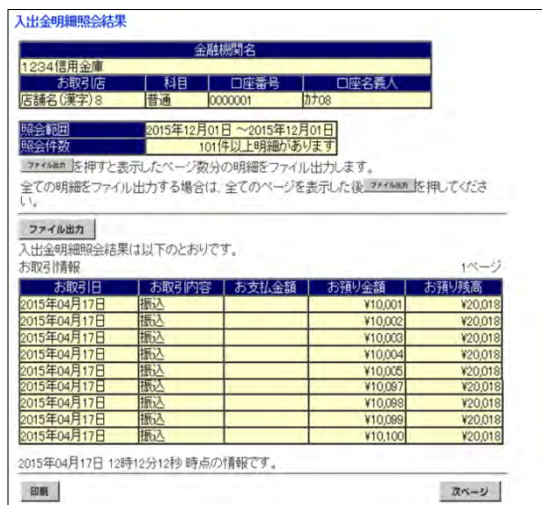 入出金明細照会結果
金融機関名
1234信用金庫
お取引店 科目 口座番号 口座名義人
店舗名(漢字)8 普通 0000001 カナ08
照会範囲 2015年12月01日 ～2015年12月01日
照会件数 101件以上明細があります
ファイル出力 を押すと表示したページ数分の明細をファイル出力します。
全ての明細をファイル出力する場合は、全てのページを表示した後 ファイル出力 を押してくださ
い。
ファイル出力
入出金明細照会結果は以下のとおりです。
お取引情報 1ページ
お取引日 お取引内容 お支払金額 お預り金額 お預り残高
2015年04月17日 振込 ¥10,001 ¥20,018
2015年04月17日 振込 ¥10,002 ¥20,018
2015年04月17日 振込 ¥10,003 ¥20,018
2015年04月17日 振込 ¥10,004 ¥20,018
2015年04月17日 振込 ¥10,005 ¥20,018
2015年04月17日 振込 ¥10,097 ¥20,018
2015年04月17日 振込 ¥10,098 ¥20,018
2015年04月17日 振込 ¥10,099 ¥20,018
2015年04月17日 振込 ¥10,100 ¥20,018
2015年04月17日 12時12分12秒 時点の情報です。
印刷 次ページ